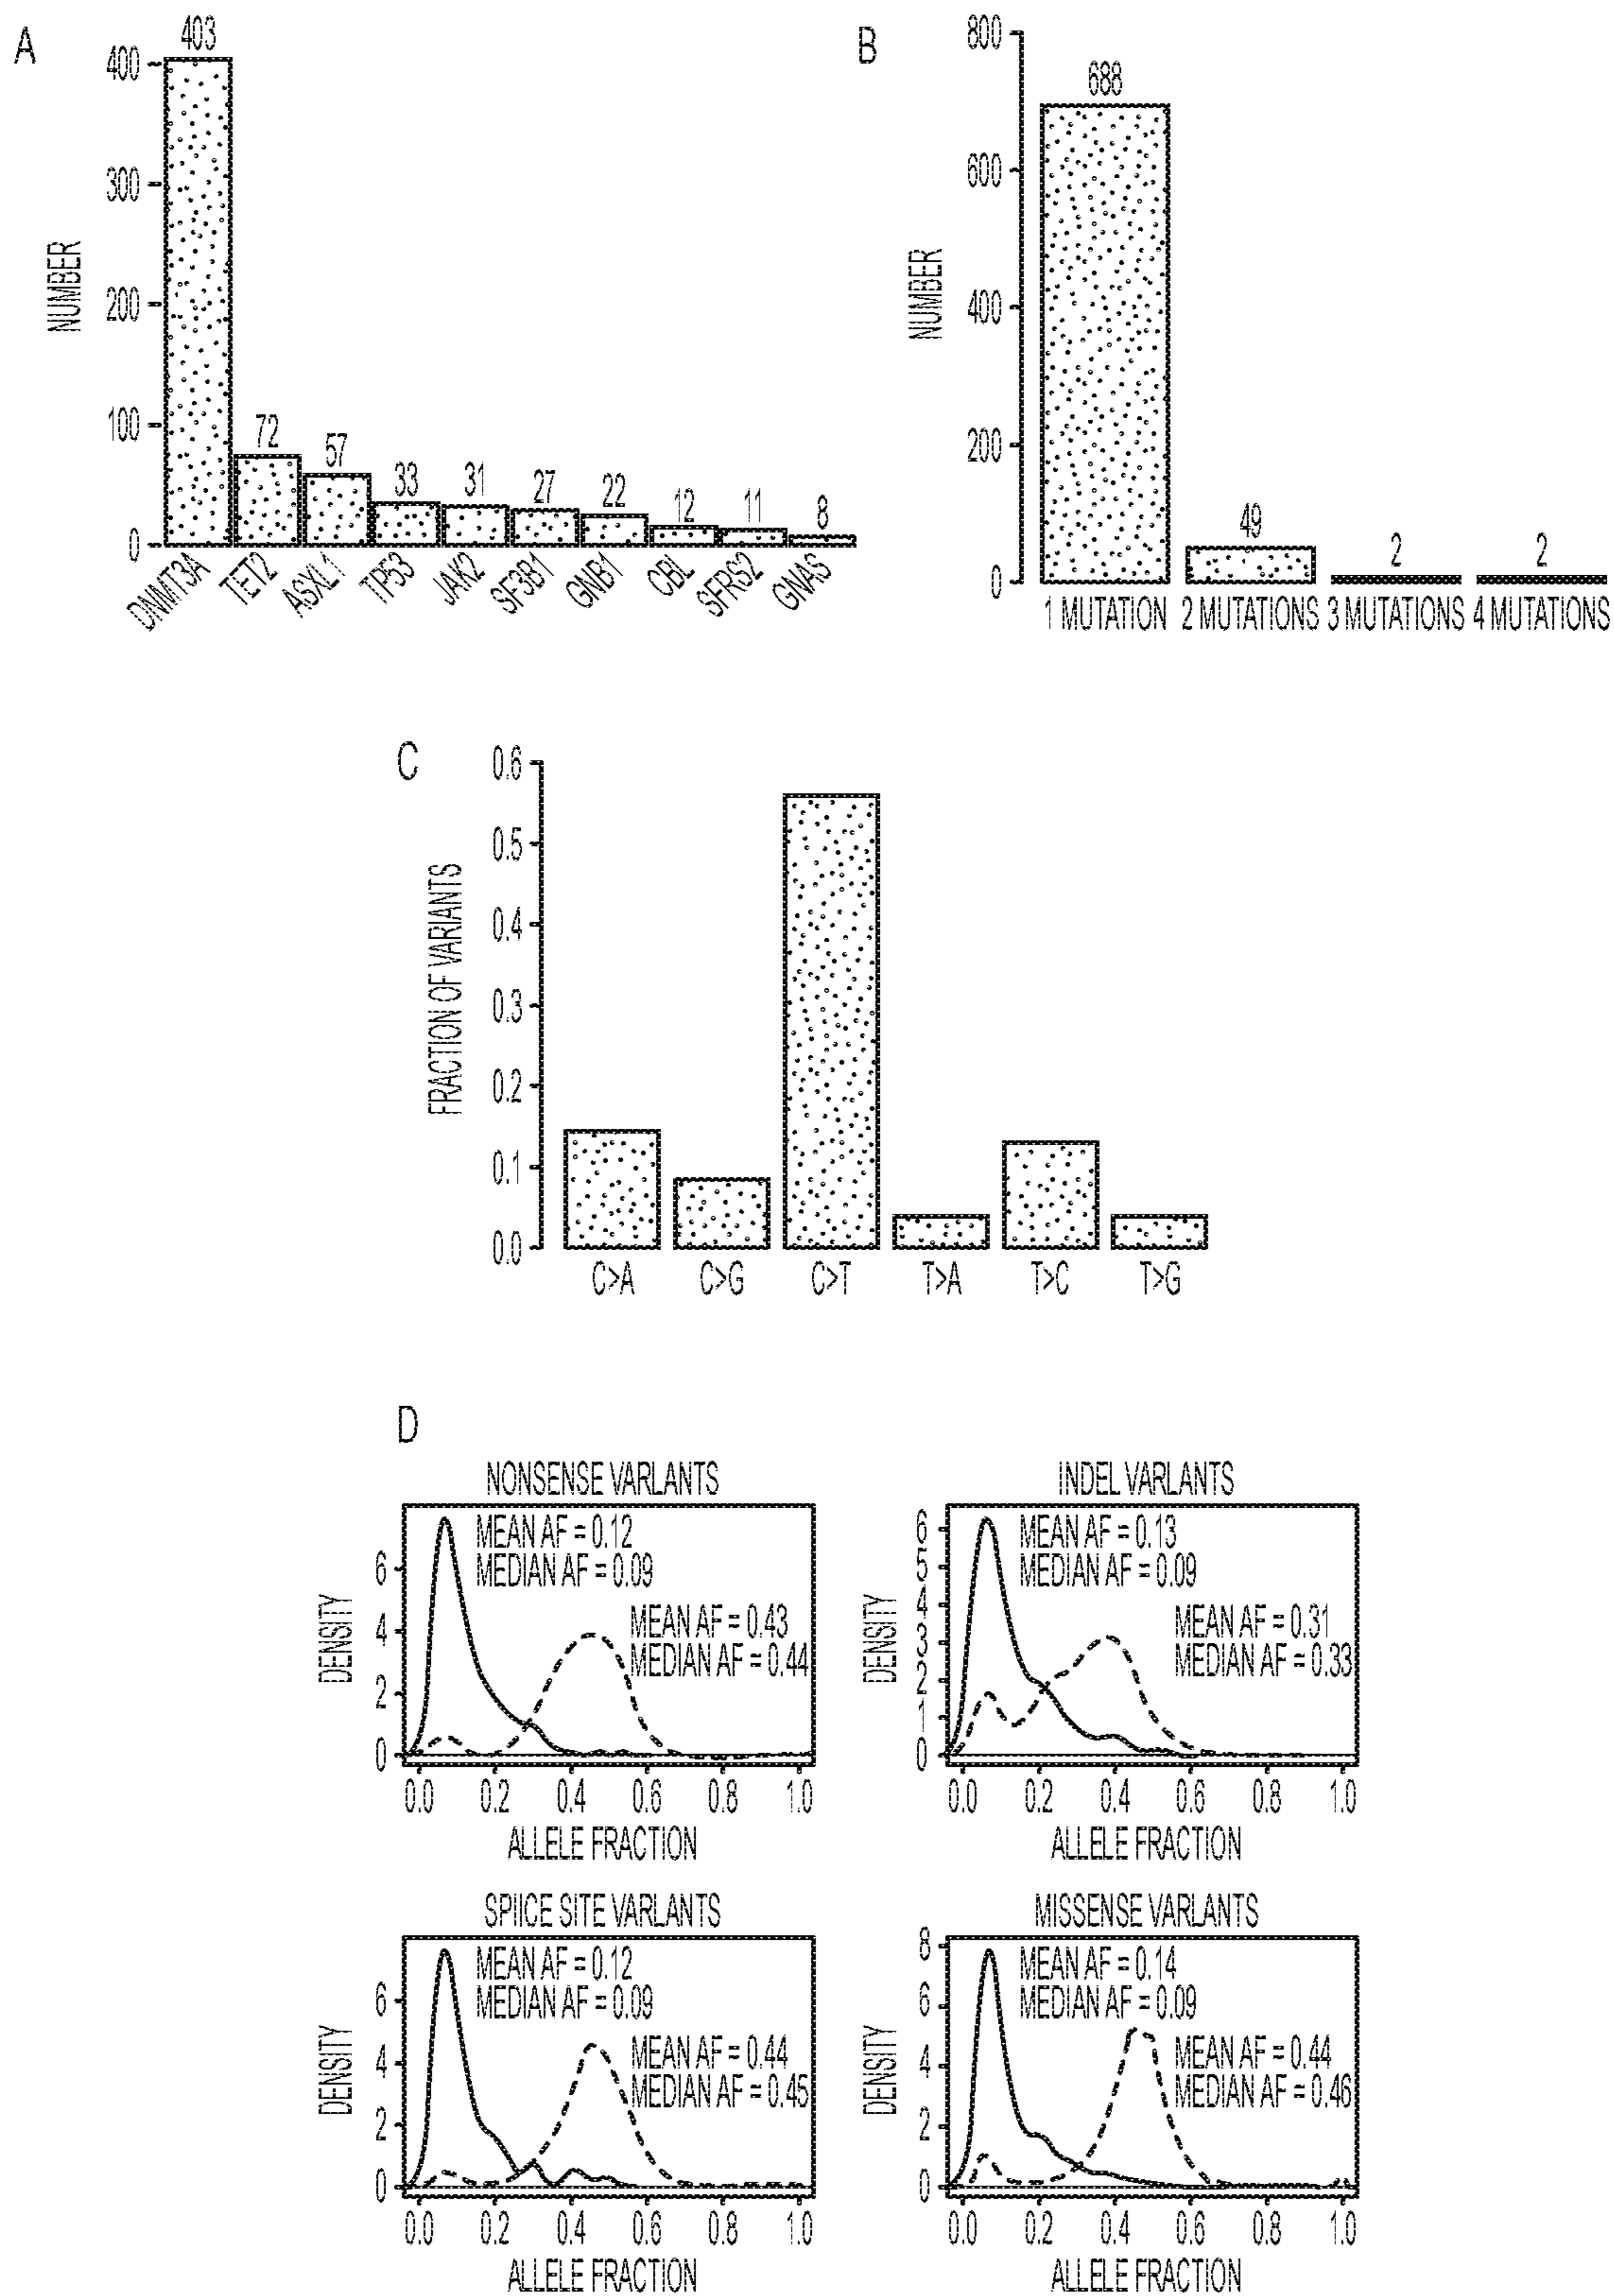 A
NUMBER
400
300
200
100
0
403
72
57
33
31
27
22
12
11
8
DNMT3A
TET2
ASXL1
TP53
JAK2
SF3B1
GNB1
CBL
SFRS2
GNAS
B
NUMBER
800
600
400
200
0
688
49
2
2
1 MUTATION
2 MUTATIONS
3 MUTATIONS
4 MUTATIONS
C
FRACTION OF VARIANTS
0.6
0.5
0.4
0.3
0.2
0.1
0.0
C>A
C>G
C>T
T>A
T>C
T>G
D
NONSENSE VARLANTS
MEAN AF = 0.12
MEDIAN AF = 0.09
MEAN AF = 0.43
MEDIAN AF = 0.44
DENSITY
6
4
2
0
0.0 0.2 0.4 0.6 0.8 1.0
ALLELE FRACTION
INDEL VARLANTS
MEAN AF = 0.13
MEDIAN AF = 0.09
MEAN AF = 0.31
MEDIAN AF = 0.33
DENSITY
6
5
4
3
2
1
0
0.0 0.2 0.4 0.6 0.8 1.0
ALLELE FRACTION
SPIICE SITE VARLANTS
MEAN AF = 0.12
MEDIAN AF = 0.09
MEAN AF = 0.44
MEDIAN AF = 0.45
DENSITY
6
4
2
0
0.0 0.2 0.4 0.6 0.8 1.0
ALLELE FRACTION
MISSENSE VARLANTS
MEAN AF = 0.14
MEDIAN AF = 0.09
MEAN AF = 0.44
MEDIAN AF = 0.46
DENSITY
8
6
4
2
0
0.0 0.2 0.4 0.6 0.8 1.0
ALLELE FRACTION